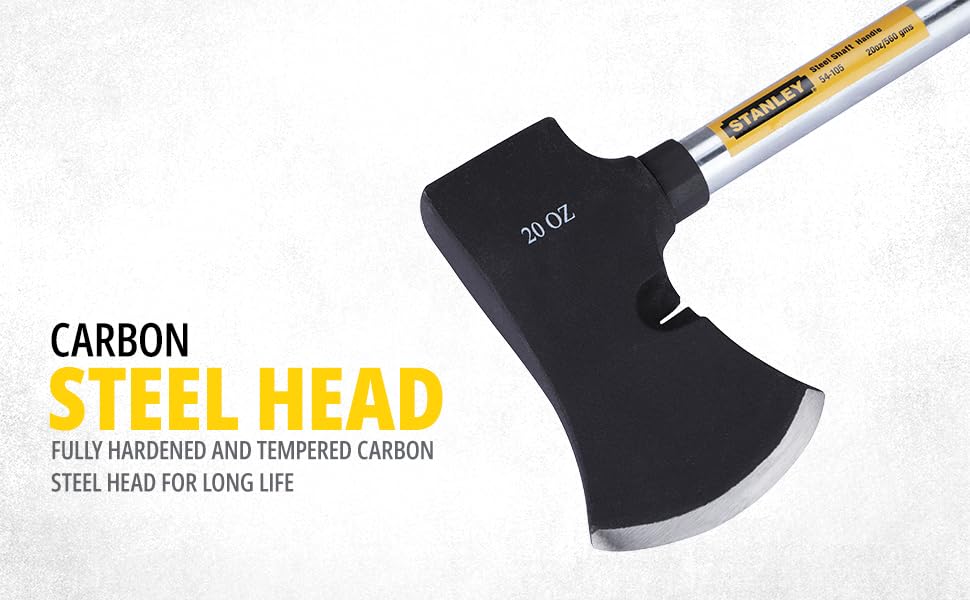 STANLEY
Steel Shaft Handle
54-105
20oz/560 gms
20 OZ
CARBON
STEEL HEAD
FULLY HARDENED AND TEMPERED CARBON
STEEL HEAD FOR LONG LIFE